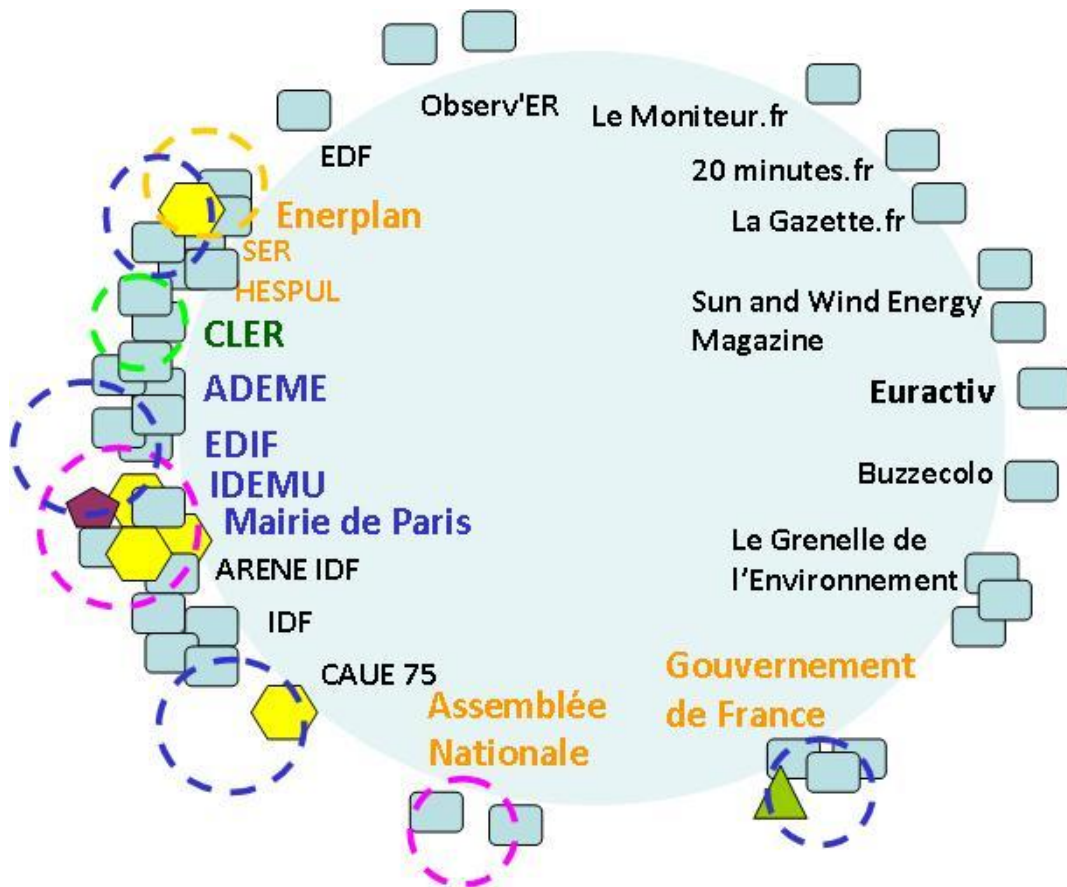 Observ'ER
Le Moniteur.fr
EDF
20 minutes.fr
Enerplan
La Gazette.fr
SER
HESPUL
Sun and Wind Energy
Magazine
CLER
ADEME
Euractiv
EDIF
Buzzecolo
IDEMU
Mairie de Paris
Le Grenelle de
l'Environnement
ARENE IDF
IDF
CAUE 75
Gouvernement
de France
Assemblée
Nationale